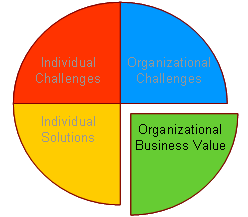 Individual
Challenges
Organizational
Challenges
Individual
Solutions
Organizational
Business Value